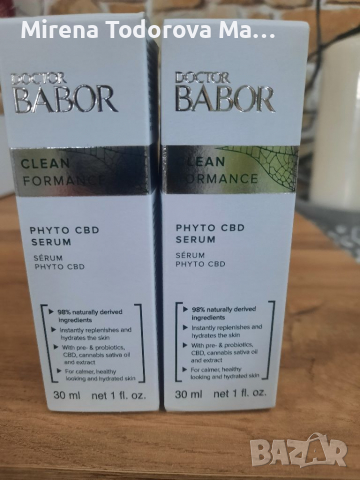 Mirena Todorova Ma...
DOCTOR
BABOR
CLEAN
FORMANCE
PHYTO CBD
SERUM
SÉRUM
PHYTO CBD
98% naturally derived
ingredients
Instantly replenishes and
hydrates the skin
With pre- & probiotics,
CBD, cannabis sativa oil
and extract
For calmer, healthy
looking and hydrated skin
30 ml net 1 fl. oz.
DOCTOR
BABOR
CLEAN
FORMANCE
PHYTO CBD
SERUM
SÉRUM
PHYTO CBD
98% naturally derived
ingredients
Instantly replenishes and
hydrates the skin
With pre- & probiotics,
CBD, cannabis sativa oil
and extract
For calmer, healthy
looking and hydrated skin
30 ml net 1 fl. oz.
BAZAR